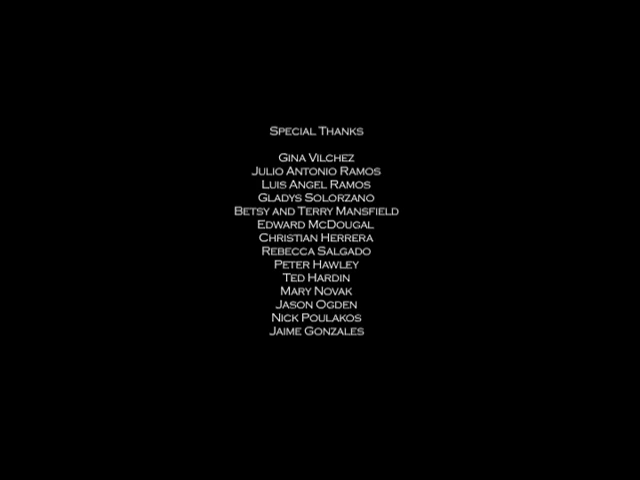 Special Thanks
Gina Vilchez
Julio Antonio Ramos
Luis Angel Ramos
Gladys Solorzano
Betsy and Terry Mansfield
Edward McDougal
Christian Herrera
Rebecca Salgado
Peter Hawley
Ted Hardin
Mary Novak
Jason Ogden
Nick Poulakos
Jaime Gonzales